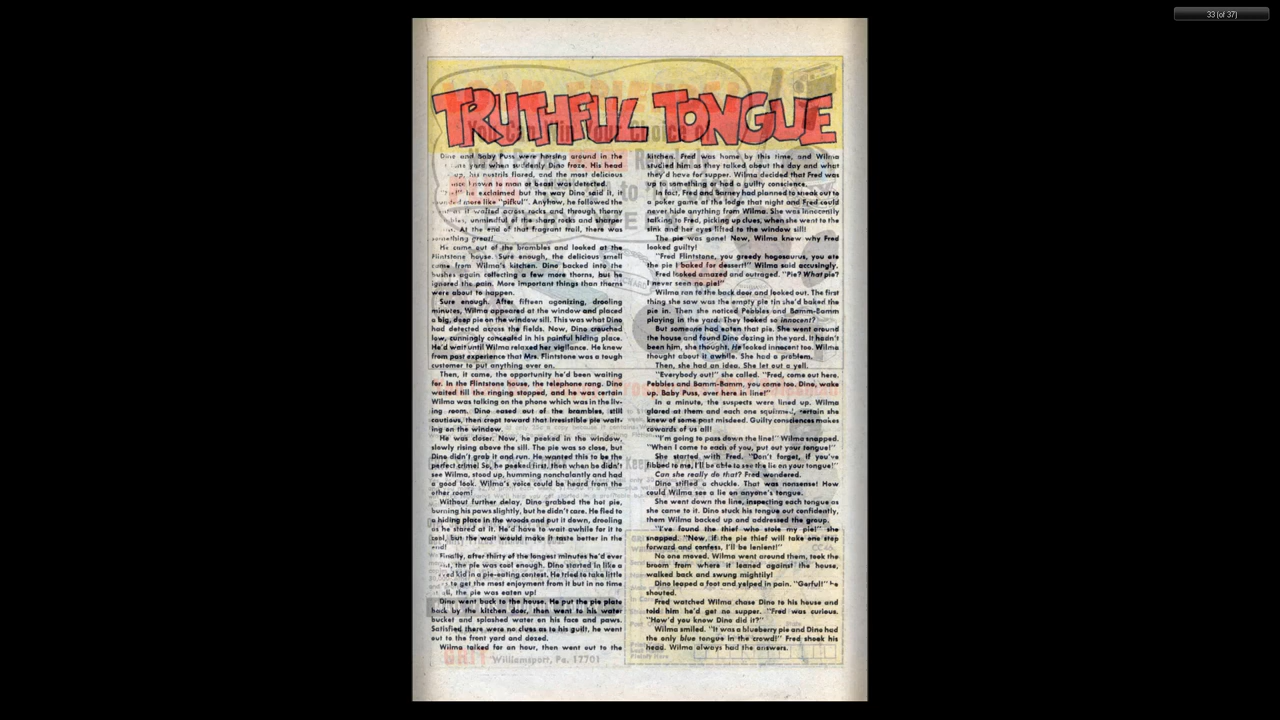 33 (of 37)
TRUTHFUL TONGUE
Dino and Baby Puss were horsing around in the
yard when suddenly Dino froze. His head
up, his nostrils flared, and the most delicious
known to man or beast was detected.
he exclaimed but the way Dino said it, it
more like "pifkul". Anyhow, he followed the
as it waited across rocks and through thorny
unmindful of the sharp rocks and sharper
At the end of that fragrant trail, there was
something great!
He came out of the brambles and looked at the
Flintstone house. Sure enough, the delicious smell
came from Wilma's kitchen. Dino backed into the
bushes again collecting a few more thorns, but he
ignored the pain. More important things than thorns
were about to happen.
Sure enough. After fifteen agonizing, drooling
minutes, Wilma appeared at the window and placed
a big, deep pie on the window sill. This was what Dino
had detected across the fields. Now, Dino crouched
low, cunningly concealed in his painful hiding place.
He'd wait until Wilma relaxed her vigilance. He knew
from past experience that Mrs. Flintstone was a tough
customer to put anything over on.
Then, it came, the opportunity he'd been waiting
for. In the Flintstone house, the telephone rang. Dino
waited till the ringing stopped, and he was certain
Wilma was talking on the phone which was in the liv-
ing room. Dino eased out of the brambles, still
cautious, then crept toward that irresistible pie wait-
ing on the window.
He was closer. Now, he peeked in the window,
slowly rising above the sill. The pie was so close, but
Dino didn't grab it and run. He wanted this to be the
perfect crime! So, he peeked first, then when he didn't
see Wilma, stood up, humming nonchalantly and had
a good look. Wilma's voice could be heard from the
other room!
Without further delay, Dino grabbed the hot pie,
burning his paws slightly, but he didn't care. He fled to
a hiding place in the woods and put it down, drooling
as he stared at it. He'd have to wait awhile for it to
cool, but the wait would make it taste better in the
end!
Finally, after thirty of the longest minutes he'd ever
the pie was cool enough. Dino started in like a
kid in a pie-eating contest. He tried to take little
to get the most enjoyment from it but in no time
the pie was eaten up!
Dino went back to the house. He put the pie plate
back by the kitchen door, then went to his water
bucket and splashed water on his face and paws.
Satisfied there were no clues as to his guilt, he went
out to the front yard and dozed.
Wilma talked for an hour, then went out to the
kitchen. Fred was home by this time, and Wilma
studied him as they talked about the day and what
they'd have for supper. Wilma decided that Fred was
up to something or had a guilty conscience.
In fact, Fred and Barney had planned to sneak out to
a poker game at the lodge that night and Fred could
never hide anything from Wilma. She was innocently
talking to Fred, picking up clues, when she went to the
sink and her eyes lifted to the window sill!
The pie was gone! Now, Wilma knew why Fred
looked guilty!
"Fred Flintstone, you greedy hogosaurus, you ate
the pie I baked for dessert!" Wilma said accusingly.
Fred looked amazed and outraged. "Pie? What pie?
I never seen no pie!"
Wilma ran to the back door and looked out. The first
thing she saw was the empty pie tin she'd baked the
pie in. Then she noticed Pebbles and Bamm-Bamm
playing in the yard. They looked so innocent?
But someone had eaten that pie. She went around
the house and found Dino dozing in the yard. It hadn't
been him, she thought. He looked innocent too. Wilma
thought about it awhile. She had a problem.
Then, she had an idea. She let out a yell.
"Everybody out!" she called. "Fred, come out here.
Pebbles and Bamm-Bamm, you come too. Dino, wake
up. Baby Puss, over here in line!"
In a minute, the suspects were lined up. Wilma
glared at them and each one squirmed, certain she
knew of some past misdeed. Guilty consciences makes
cowards of us all!
"I'm going to pass down the line!" Wilma snapped.
"When I come to each of you, put out your tongue!"
She started with Fred. "Don't forget, if you've
fibbed to me, I'll be able to see the lie on your tongue!"
Can she really do that? Fred wondered.
Dino stifled a chuckle. That was nonsense! How
could Wilma see a lie on anyone's tongue.
She went down the line, inspecting each tongue as
she came to it. Dino stuck his tongue out confidently,
them Wilma backed up and addressed the group.
"I've found the thief who stole my pie!" she
snapped. "Now, if the pie thief will take one step
forward and confess, I'll be lenient!"
No one moved. Wilma went around them, took the
broom from where it leaned against the house,
walked back and swung mightily!
Dino leaped a foot and yelped in pain. "Gorful!" he
shouted.
Fred watched Wilma chase Dino to his house and
told him he'd get no supper. "Fred was curious.
"How'd you know Dino did it?"
Wilma smiled. "It was a blueberry pie and Dino had
the only blue tongue in the crowd!" Fred shook his
head. Wilma always had the answers.
Williamsport, Pa. 17701